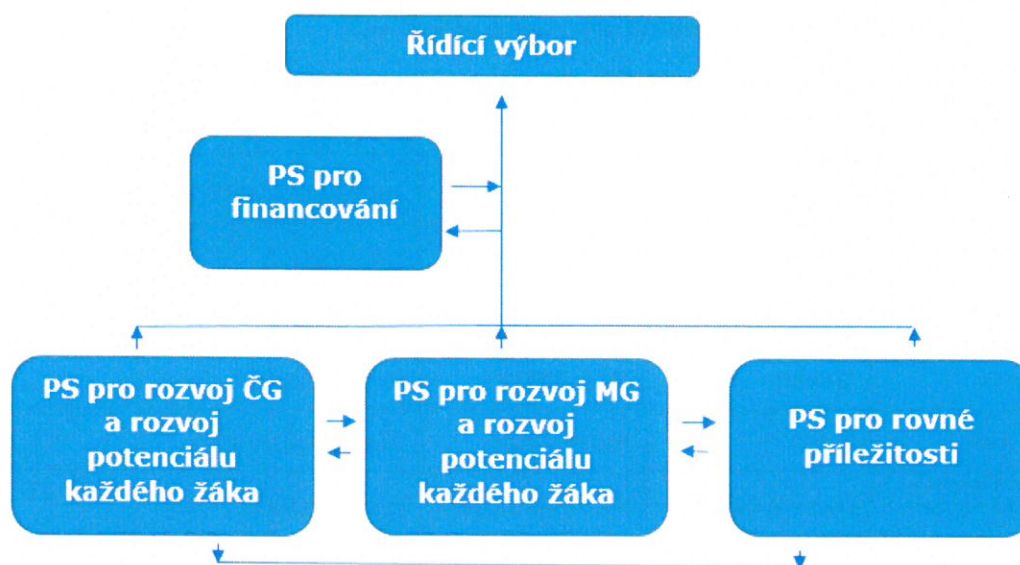 Řídící výbor
PS pro
financování
PS pro rozvoj ČG
a rozvoj
potenciálu
každého žáka
PS pro rozvoj MG
a rozvoj
potenciálu
každého žáka
PS pro rovné
příležitosti